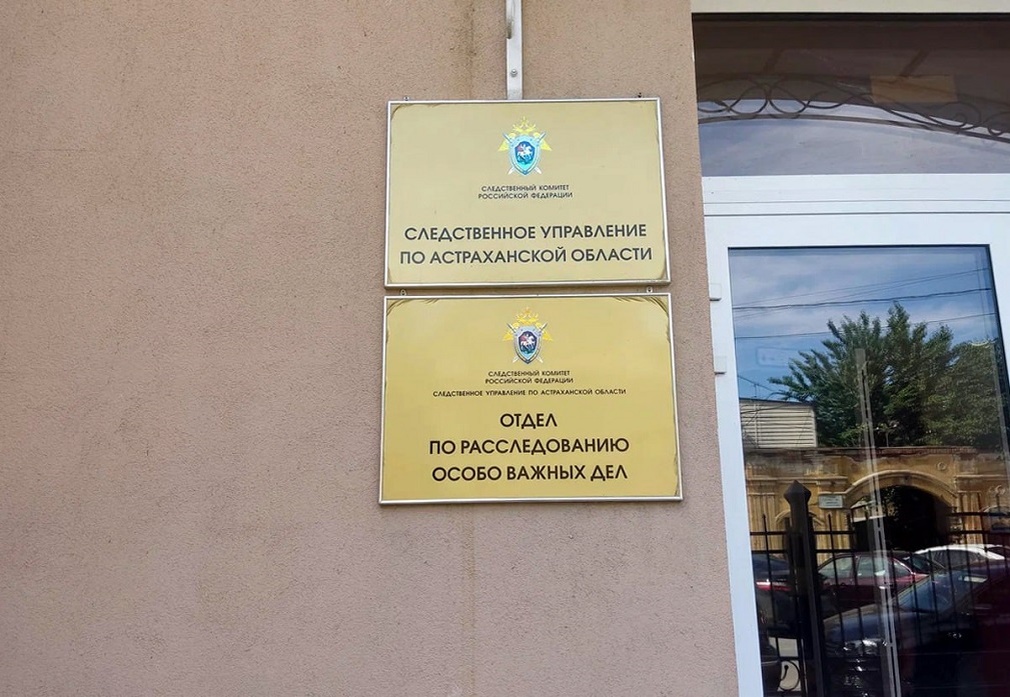 СЛЕДСТВЕННЫЙ КОМИТЕТ
РОССИЙСКОЙ ФЕДЕРАЦИИ
СЛЕДСТВЕННОЕ УПРАВЛЕНИЕ
ПО АСТРАХАНСКОЙ ОБЛАСТИ
СЛЕДСТВЕННЫЙ КОМИТЕТ
РОССИЙСКОЙ ФЕДЕРАЦИИ
СЛЕДСТВЕННОЕ УПРАВЛЕНИЕ ПО АСТРАХАНСКОЙ ОБЛАСТИ
ОТДЕЛ
ПО РАССЛЕДОВАНИЮ
ОСОБО ВАЖНЫХ ДЕЛ